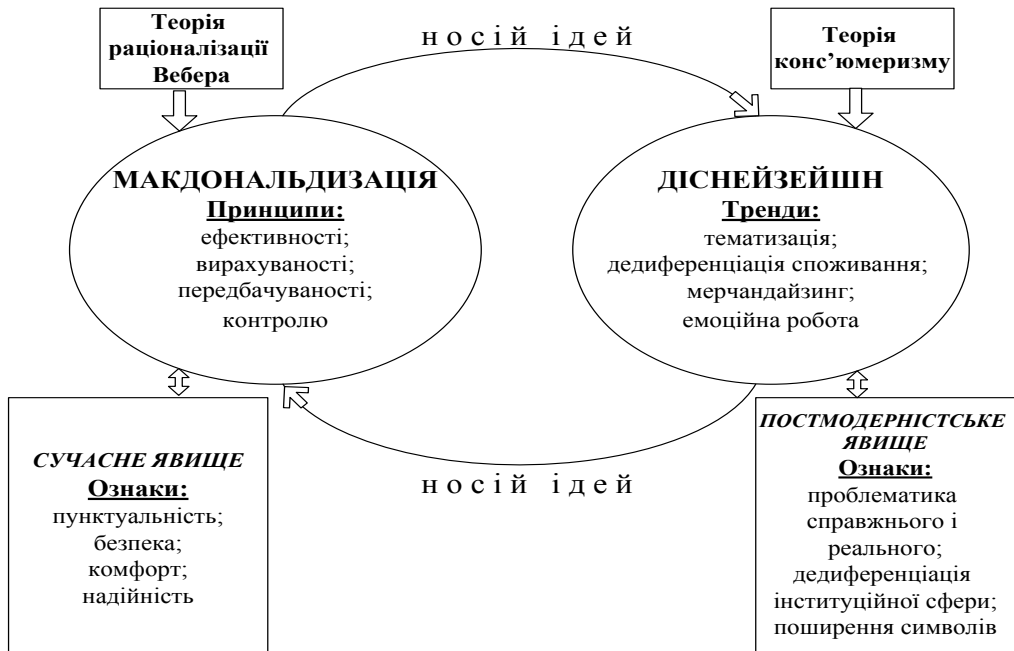 Теорія
раціоналізації
Вебера
носій ідей
Теорія
конс’юмеризму
МАКДОНАЛЬДИЗАЦІЯ
Принципи:
ефективності;
вирахуваності;
передбачуваності;
контролю
ДІСНЕЙЗЕЙШН
Тренди:
тематизація;
дедиференціація споживання;
мерчандайзинг;
емоційна робота
СУЧАСНЕ ЯВИЩЕ
Ознаки:
пунктуальність;
безпека;
комфорт;
надійність
носій ідей
ПОСТМОДЕРНІСТСЬКЕ
ЯВИЩЕ
Ознаки:
проблематика
справжнього і
реального;
дедиференціація
інституційної сфери;
поширення символів